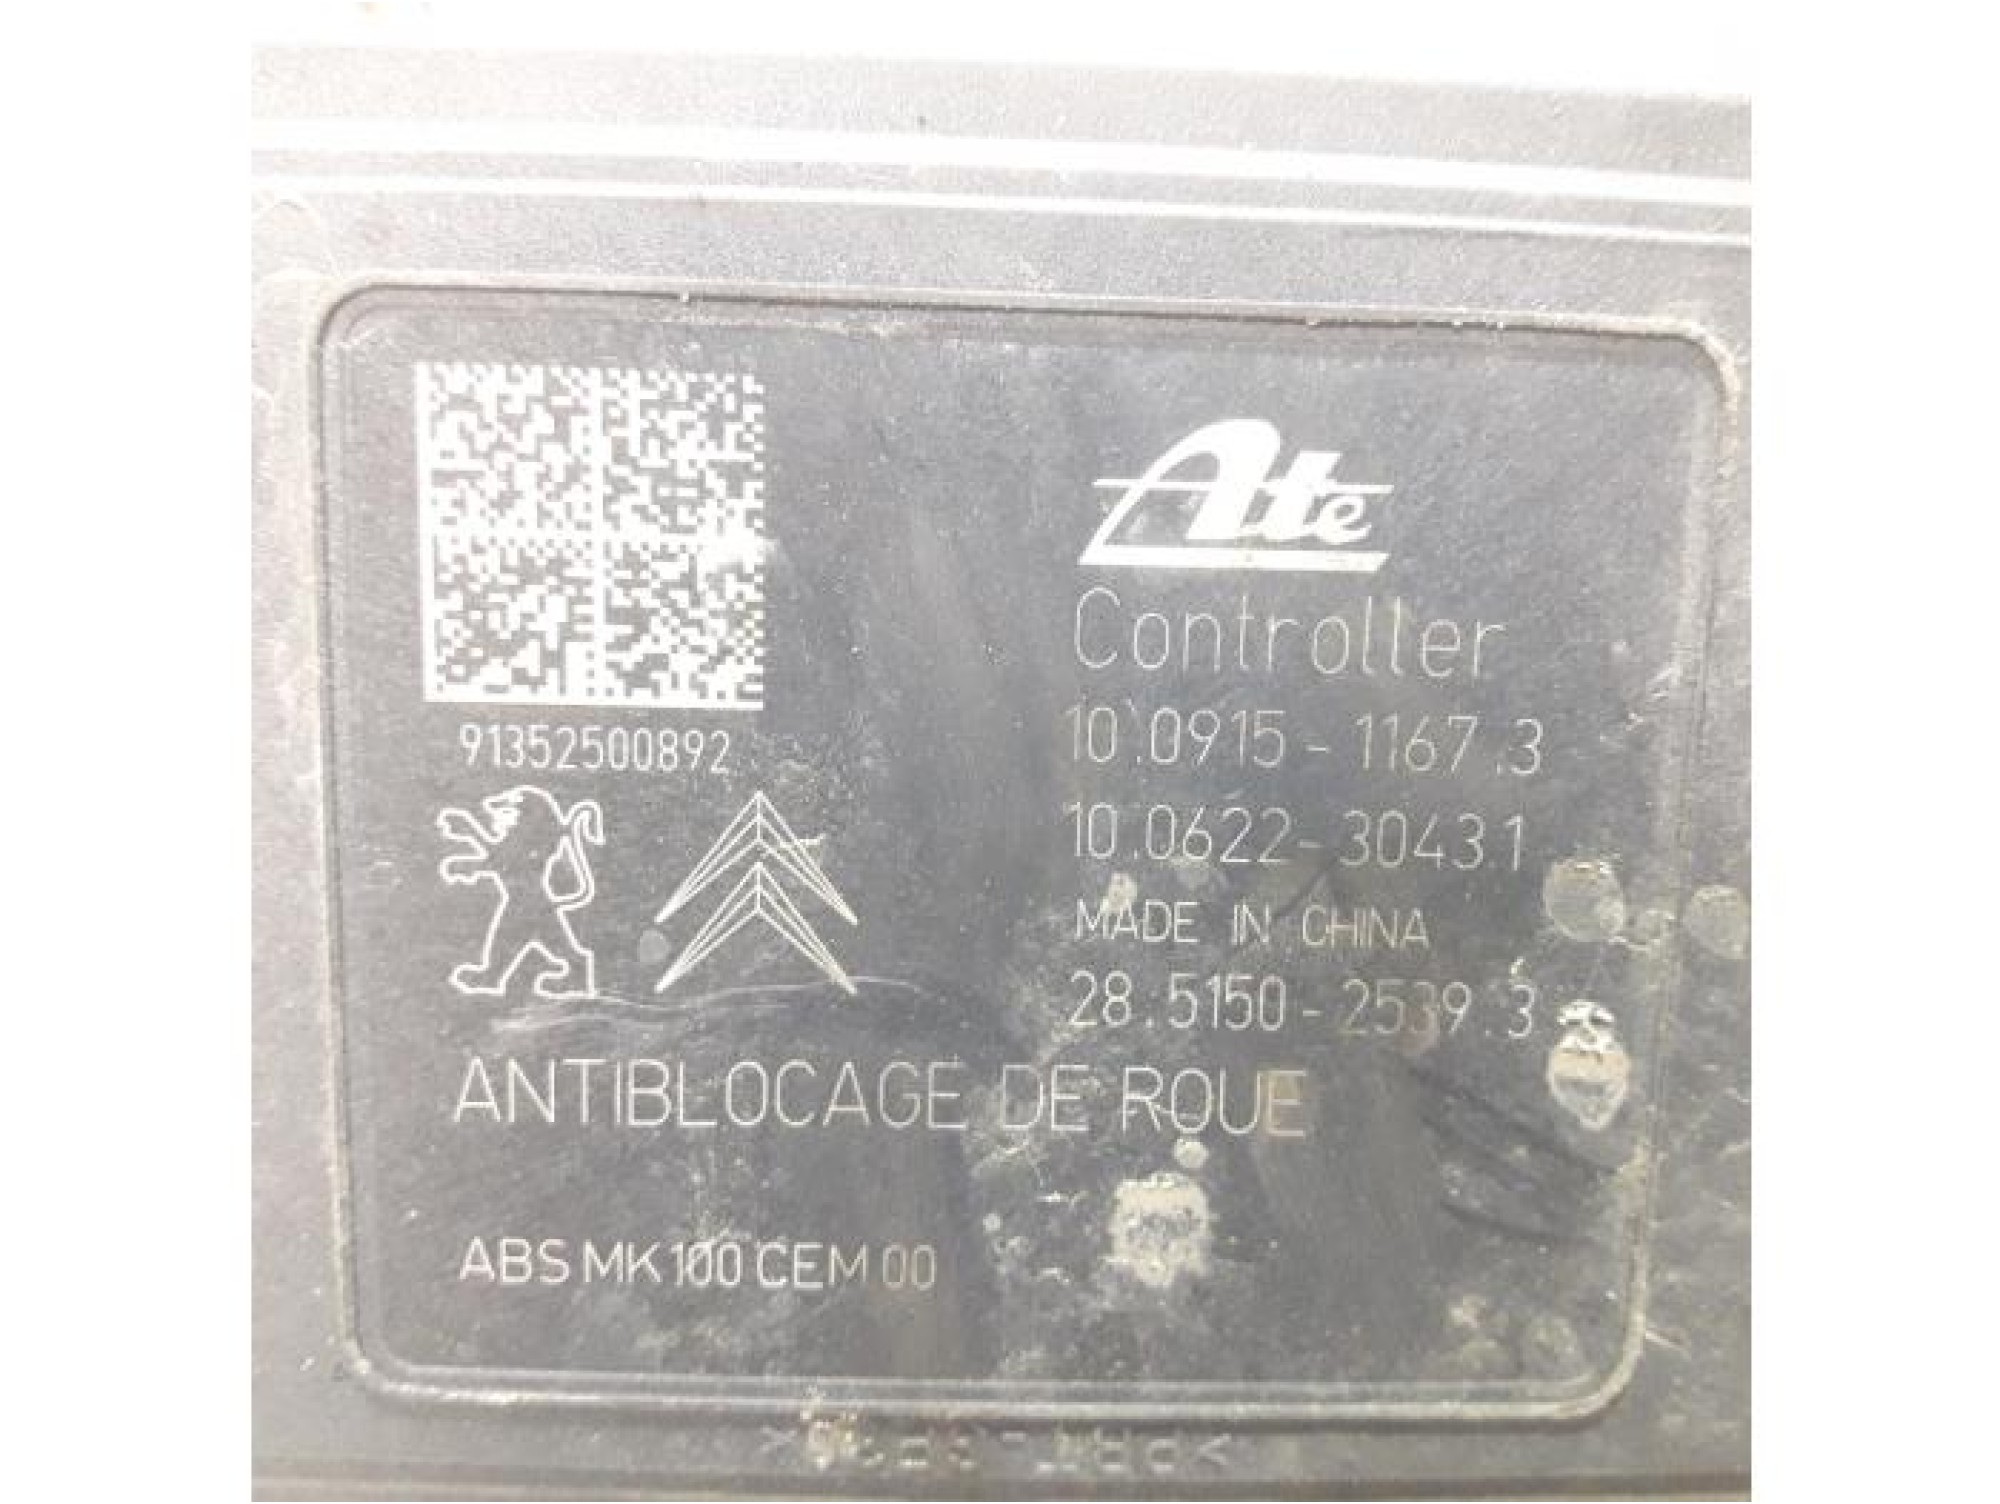 Ate
Controller
10.0915-1167.3
10.0622-3043 1
MADE IN CHINA
28.5150-2539.3
91352500892
ANTIBLOCAGE DE ROUE
ABS MK100 CEM 00